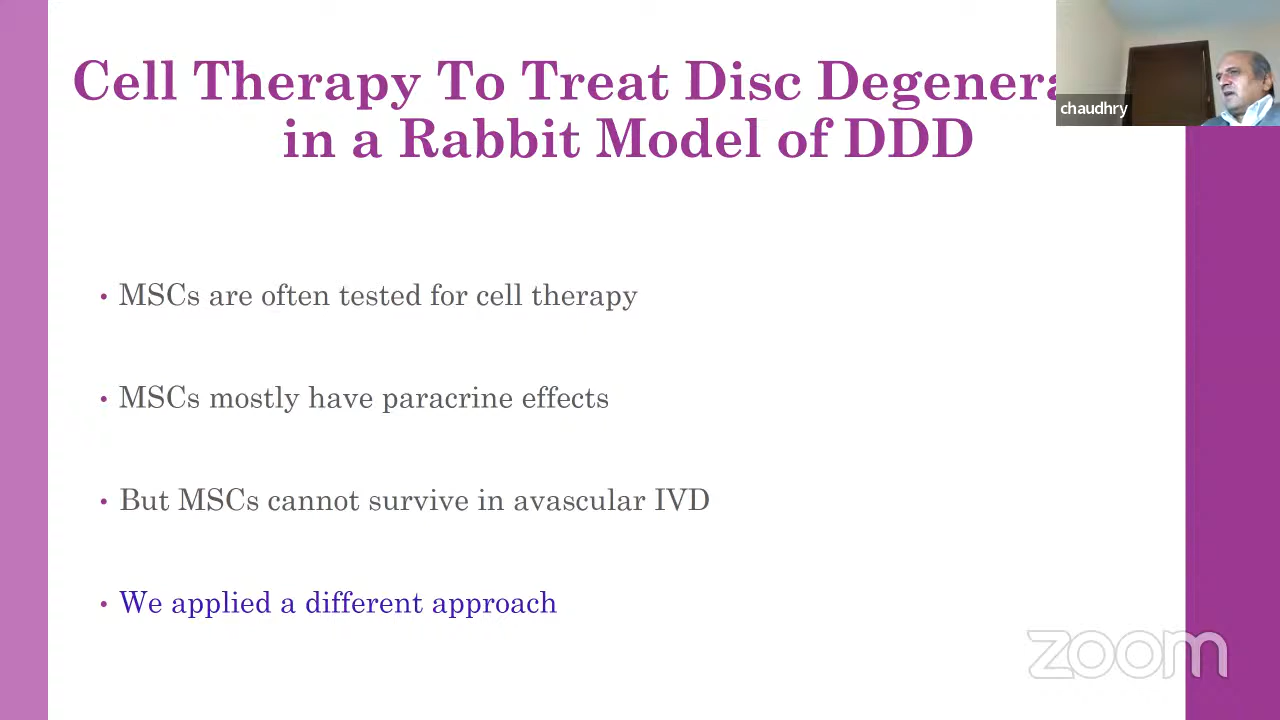 Cell Therapy To Treat Disc Degenera
in a Rabbit Model of DDD
chaudhry
• MSCs are often tested for cell therapy
• MSCs mostly have paracrine effects
• But MSCs cannot survive in avascular IVD
• We applied a different approach
zoom